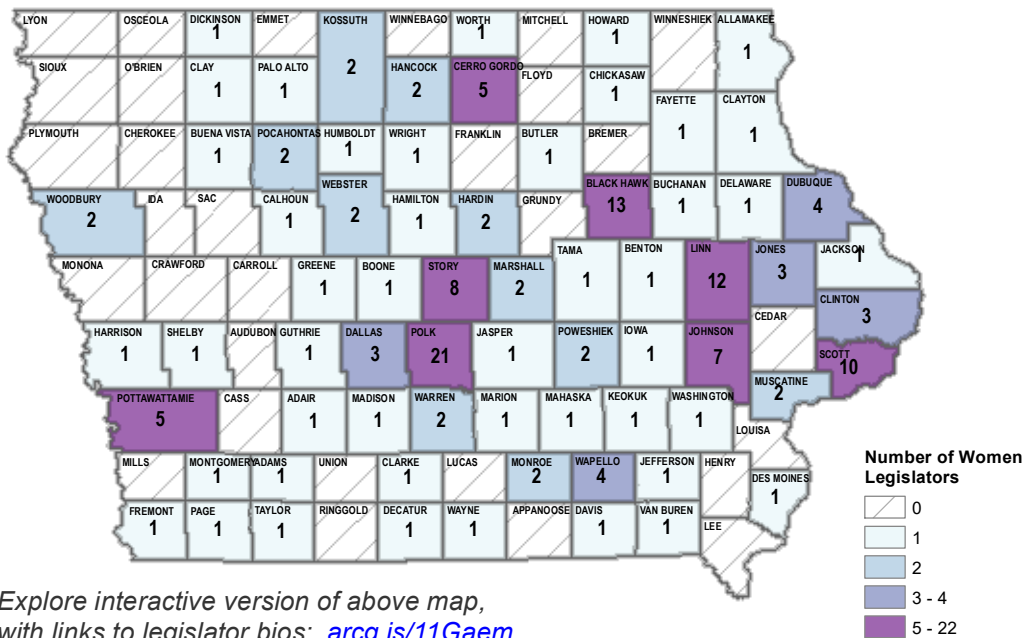 LYON OSCEOLA DICKINSON EMMET KOSSUTH WINNEBAGO WORTH MITCHELL HOWARD WINNESHIEK ALLAMAKEE
1 1 1 1
2
SIOUX O'BRIEN CLAY PALO ALTO HANCOCK CERRO GORDO FLOYD CHICKASAW
1 1 2 5 1
FAYETTE CLAYTON
1 1
PLYMOUTH CHEROKEE BUENA VISTA POCAHONTAS HUMBOLDT WRIGHT FRANKLIN BUTLER BREMER
1 2 1 1 1
WOODBURY IDA SAC CALHOUN WEBSTER HAMILTON HARDIN GRUNDY BLACK HAWK BUCHANAN DELAWARE DUBUQUE
2 1 2 1 2 13 1 1 4
MONONA CRAWFORD CARROLL GREENE BOONE STORY MARSHALL TAMA BENTON LINN JONES JACKSON
1 1 8 2 1 1 12 3 1
HARRISON SHELBY AUDUBON GUTHRIE DALLAS POLK JASPER POWESHIEK IOWA JOHNSON CEDAR CLINTON
1 1 1 3 21 1 2 1 7 3
SCOTT
10
POTTAWATTAMIE CASS ADAIR MADISON WARREN MARION MAHASKA KEOKUK WASHINGTON MUSCATINE
5 1 1 2 1 1 1 1 2
LOUISA
MILLS MONTGOMERY ADAMS UNION CLARKE LUCAS MONROE WAPELLO JEFFERSON HENRY DES MOINES
1 1 1 2 4 1 1
FREMONT PAGE TAYLOR RINGGOLD DECATUR WAYNE APPANOOSE DAVIS VAN BUREN LEE
1 1 1 1 1 1 1
Number of Women
Legislators
0
1
2
3 - 4
5 - 22
Explore interactive version of above map,
with links to legislator bios: arcg.is/11Gaem